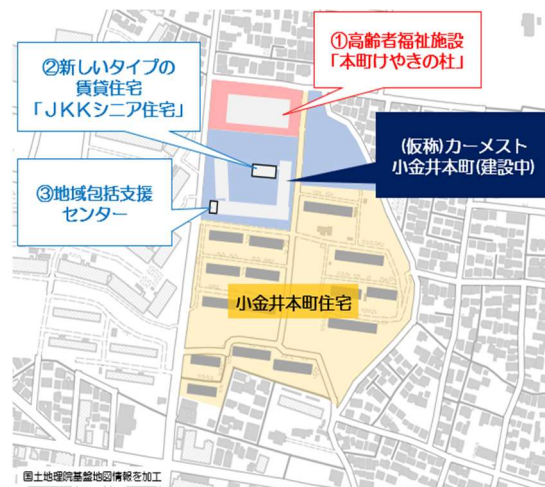 ①高齢者福祉施設
「本町けやきの杜」
②新しいタイプの
賃貸住宅
「JKKシニア住宅」
(仮称)カーメスト
小金井本町(建設中)
③地域包括支援
センター
小金井本町住宅
国土地理院基盤地図情報を加工